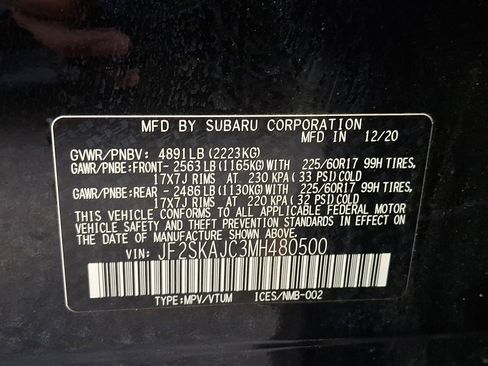 MFD BY SUBARU CORPORATION
MFD IN 12/20
GVWR/PNBV: 4891LB(2223KG)
GAWR/PNBE:FRONT-2563LB(1165KG)WITH 225/60R17 99H TIRES,
17X7J RIMS AT 230 KPA(33 PSI)COLD
GAWR/PNBE:REAR -2486LB(1130KG)WITH 225/60R17 99H TIRES,
17X7J RIMS AT 220 KPA(32 PSI)COLD
THIS VEHICLE CONFORMS TO ALL APPLICABLE FEDERAL MOTOR
VEHICLE SAFETY AND THEFT PREVENTION STANDARDS IN EFFECT ON
THE DATE OF MANUFACTURE SHOWN ABOVE.
VIN: JF2SKAJC3MH480500
TYPE:MPV/VTUM ICES/NMB-002